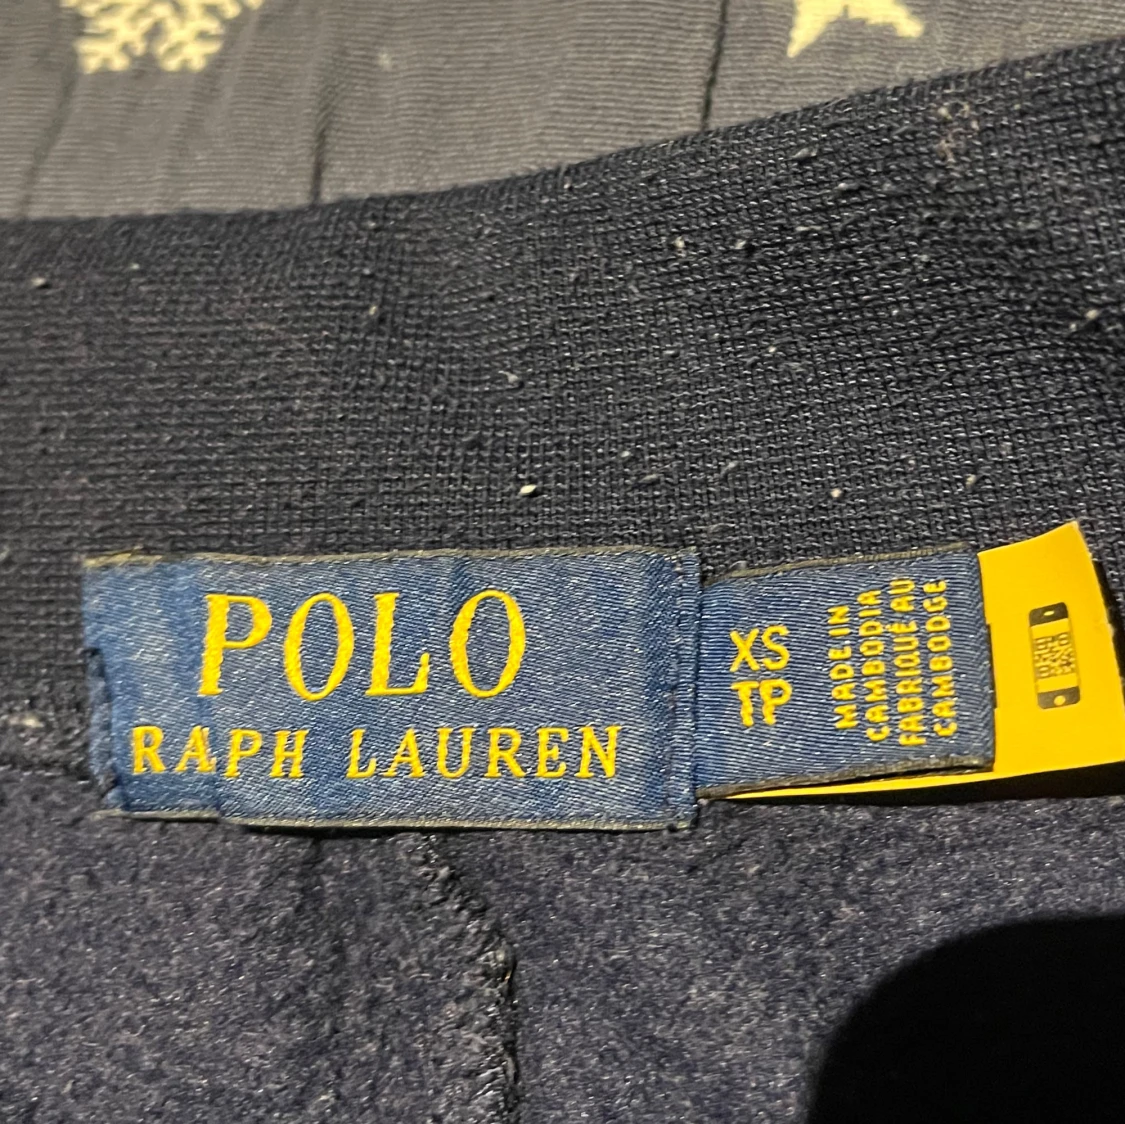 POLO
RAPH LAUREN
XS
TP
MADE IN
CAMBODIA
FABRIQUÉ AU
CAMBODGE